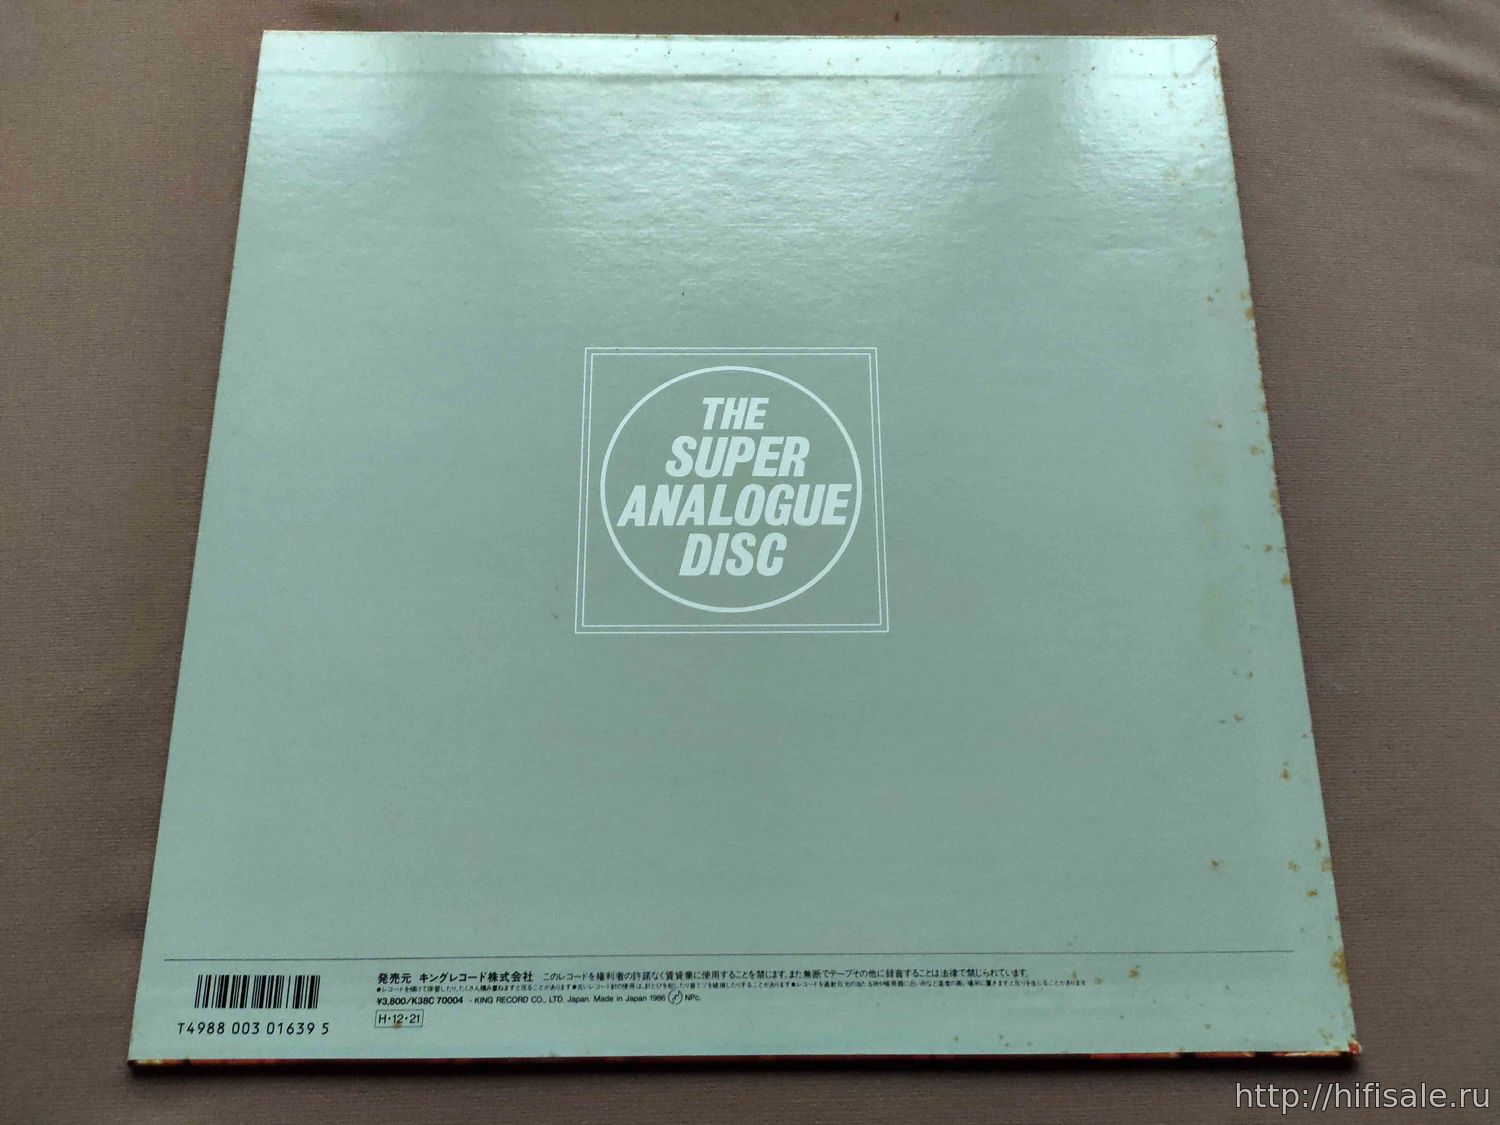 THE
SUPER
ANALOGUE
DISC
発売元 キングレコード株式会社 このレコードを権利者の許諾なく賃貸業に使用することを禁じます。また無断でテープその他に録音することは法律で禁じられています。
¥3,800/K38C 70004 · KING RECORD CO., LTD. Japan. Made in Japan 1986 NPc.
H·12·21
T4988 003 01639 5
http://hifisale.ru